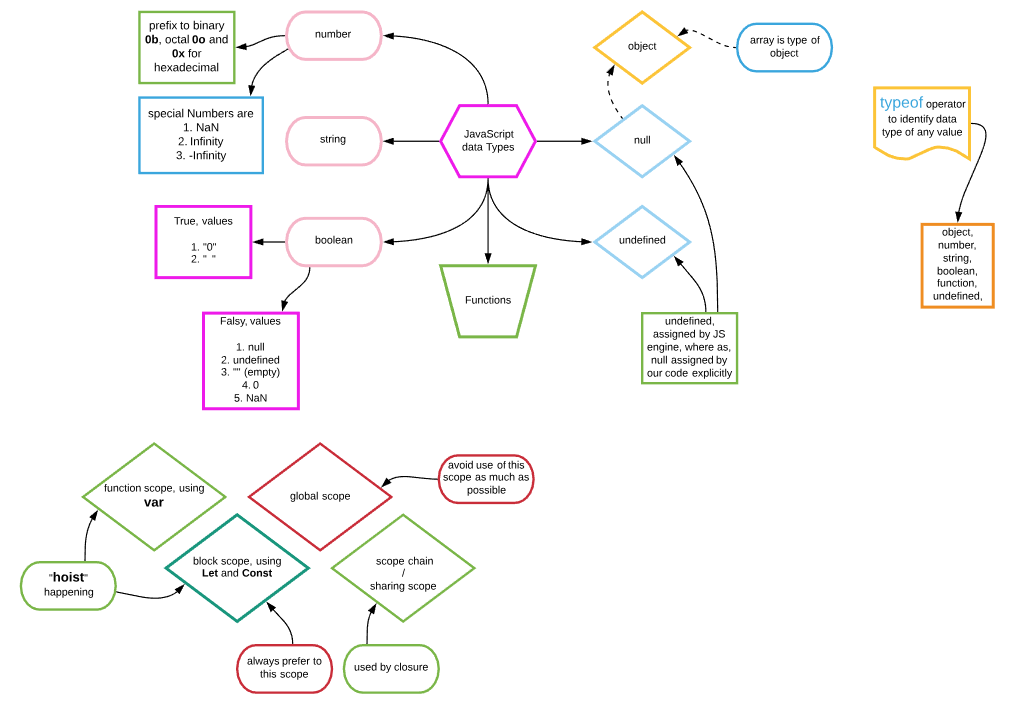 prefix to binary
0b, octal 0o and
0x for
hexadecimal
number
object
array is type of
object
special Numbers are
1. NaN
2. Infinity
3. -Infinity
string
JavaScript
data Types
null
typeof operator
to identify data
type of any value
True, values
1. "0"
2. " "
boolean
undefined
Functions
object,
number,
string,
boolean,
function,
undefined,
Falsy, values
1. null
2. undefined
3. "" (empty)
4. 0
5. NaN
undefined,
assigned by JS
engine, where as,
null assigned by
our code explicitly
function scope, using
var
global scope
avoid use of this
scope as much as
possible
"hoist"
happening
block scope, using
Let and Const
scope chain
/
sharing scope
always prefer to
this scope
used by closure